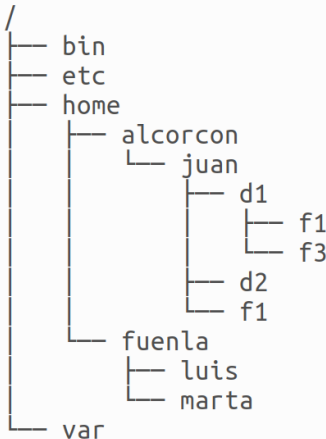 /
├── bin
├── etc
├── home
│   ├── alcorcon
│   │   └── juan
│   │       ├── d1
│   │       │   ├── f1
│   │       │   └── f3
│   │       ├── d2
│   │       └── f1
│   └── fuenla
│       ├── luis
│       └── marta
└── var